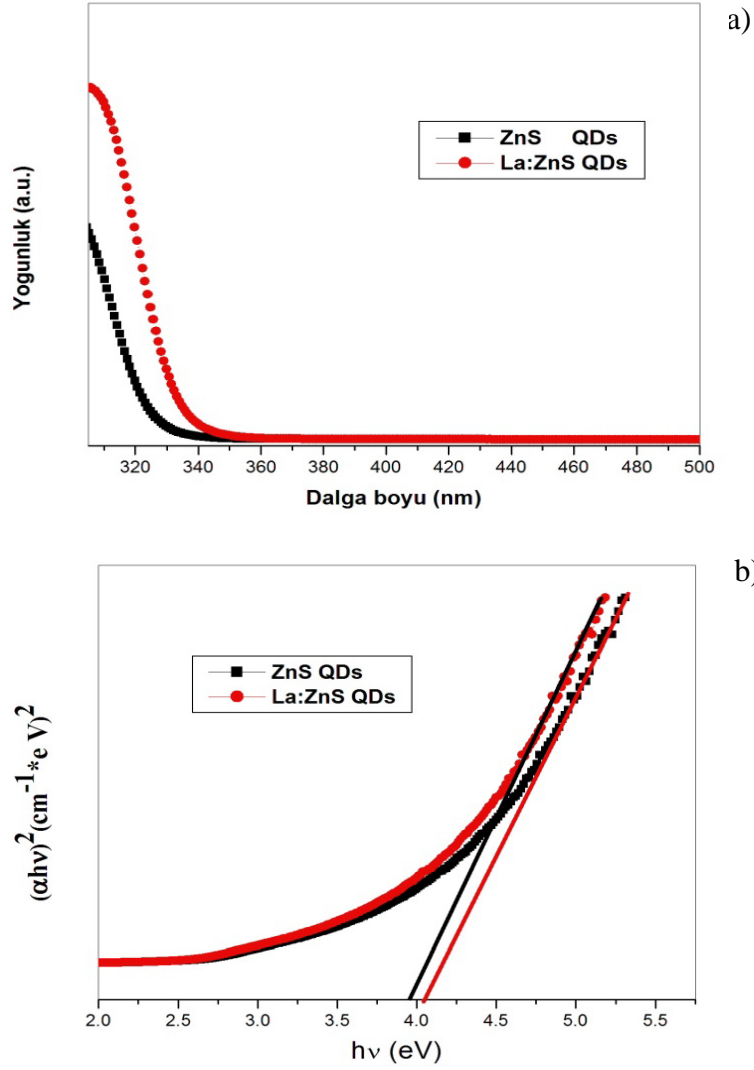 a)
ZnS QDs
La:ZnS QDs
Yogunluk (a.u.)
320 340 360 380 400 420 440 460 480 500
Dalga boyu (nm)
b)
ZnS QDs
La:ZnS QDs
(αhν)²(cm⁻¹*e V)²
2.0 2.5 3.0 3.5 4.0 4.5 5.0 5.5
hν (eV)